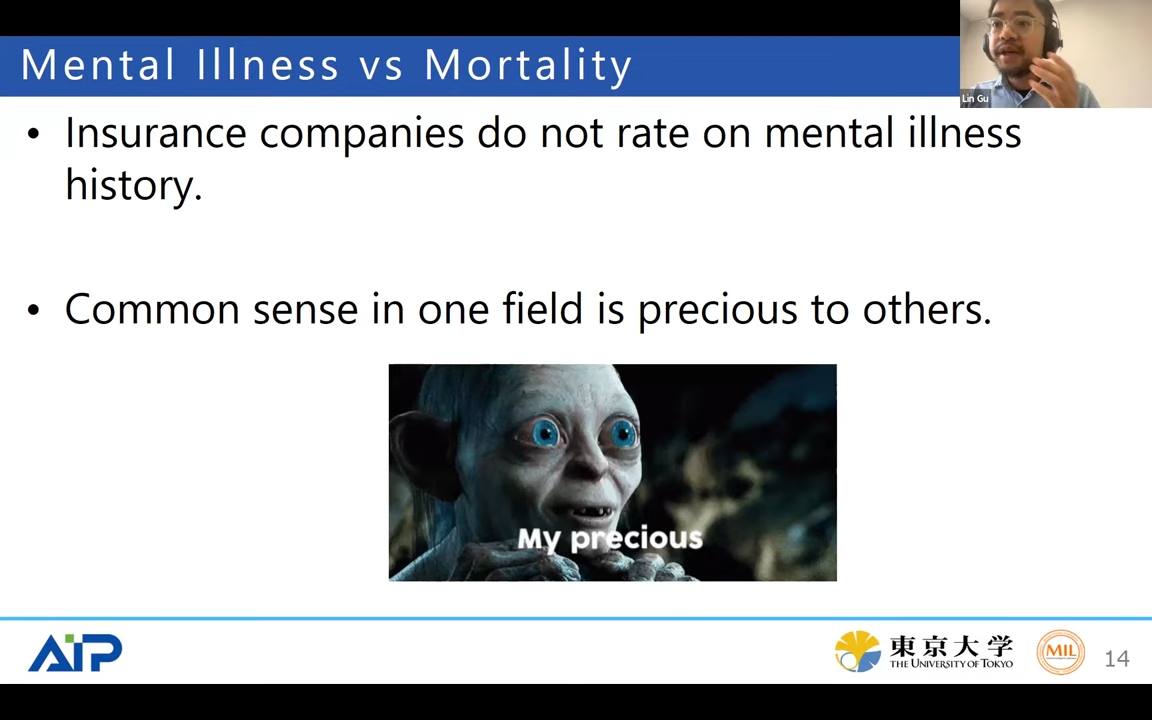 Mental Illness vs Mortality
Lin Gu
• Insurance companies do not rate on mental illness
history.
• Common sense in one field is precious to others.
My precious
AIP
東京大学
THE UNIVERSITY OF TOKYO
MIL
14